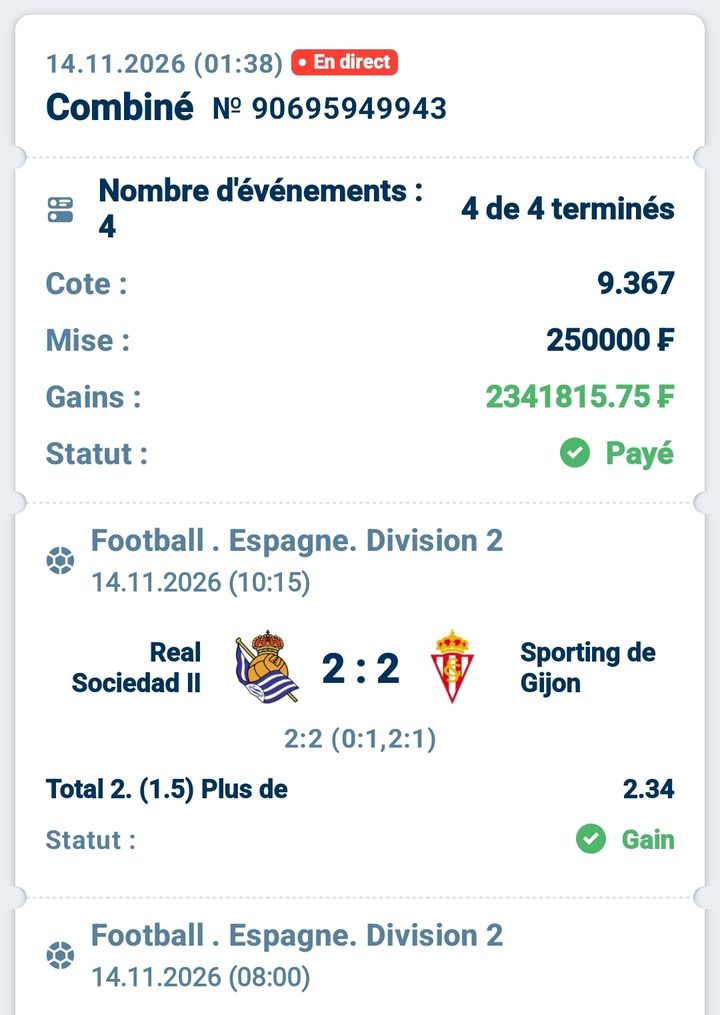 14.11.2026 (01:38) • En direct
Combiné № 90695949943
Nombre d'événements :
4
4 de 4 terminés
Cote : 9.367
Mise : 250000 ₣
Gains : 2341815.75 ₣
Statut : Payé
Football . Espagne. Division 2
14.11.2026 (10:15)
Real
Sociedad II
2 : 2
Sporting de
Gijon
2:2 (0:1,2:1)
Total 2. (1.5) Plus de 2.34
Statut : Gain
Football . Espagne. Division 2
14.11.2026 (08:00)